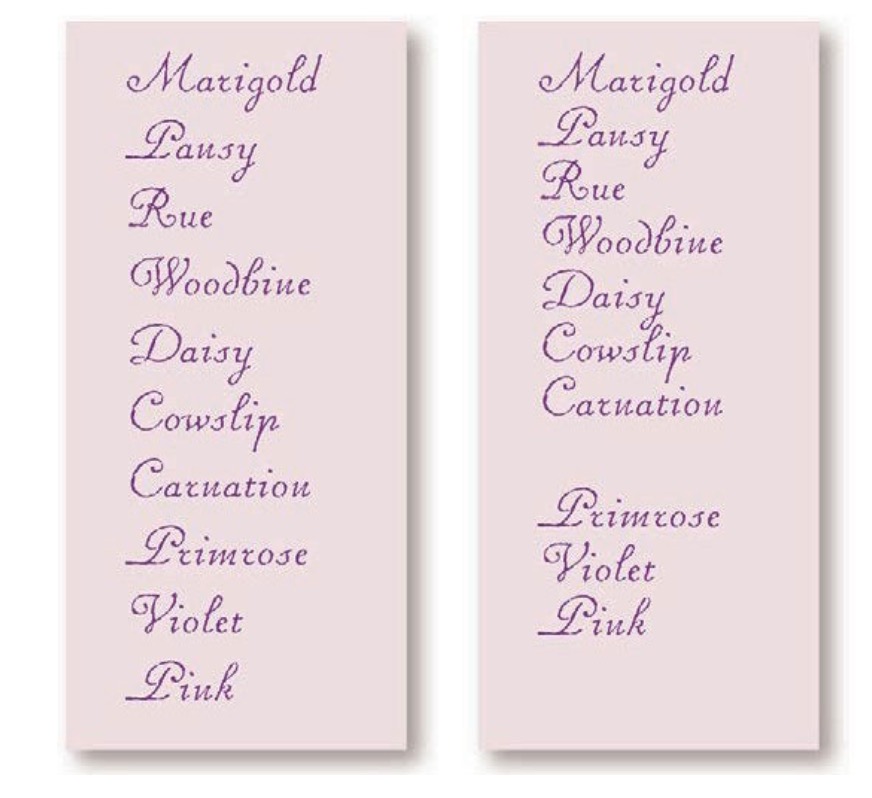 Marigold
Pansy
Rue
Woodbine
Daisy
Cowslip
Carnation
Primrose
Violet
Pink
Marigold
Pansy
Rue
Woodbine
Daisy
Cowslip
Carnation
Primrose
Violet
Pink